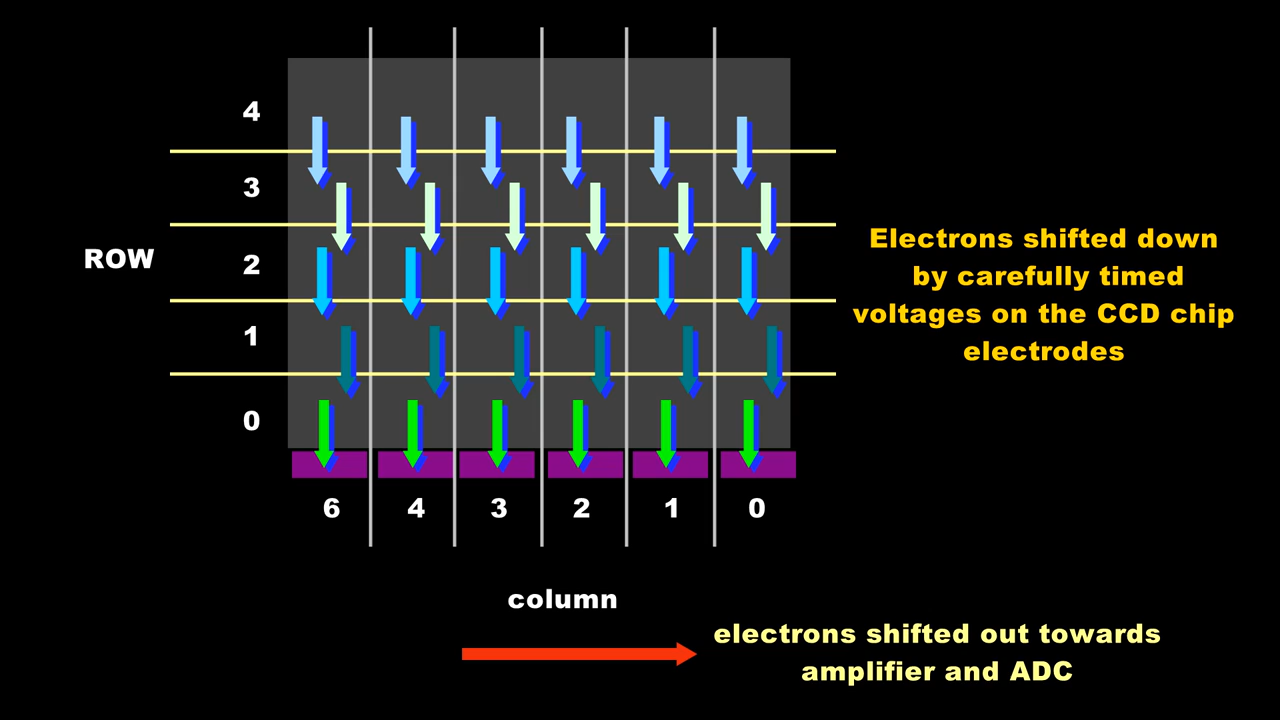 4
3
ROW
2
1
0
Electrons shifted down
by carefully timed
voltages on the CCD chip
electrodes
6 4 3 2 1 0
column
electrons shifted out towards
amplifier and ADC